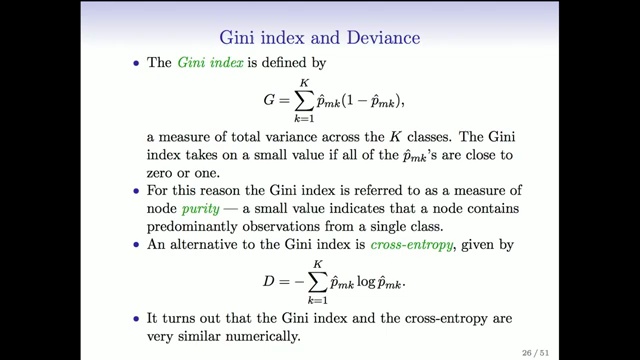 Gini index and Deviance
• The Gini index is defined by
G = \sum_{k=1}^{K} \hat{p}_{mk}(1 − \hat{p}_{mk}),
a measure of total variance across the K classes. The Gini
index takes on a small value if all of the \hat{p}_{mk}'s are close to
zero or one.
• For this reason the Gini index is referred to as a measure of
node purity — a small value indicates that a node contains
predominantly observations from a single class.
• An alternative to the Gini index is cross-entropy, given by
D = − \sum_{k=1}^{K} \hat{p}_{mk} log \hat{p}_{mk}.
• It turns out that the Gini index and the cross-entropy are
very similar numerically.
26 / 51